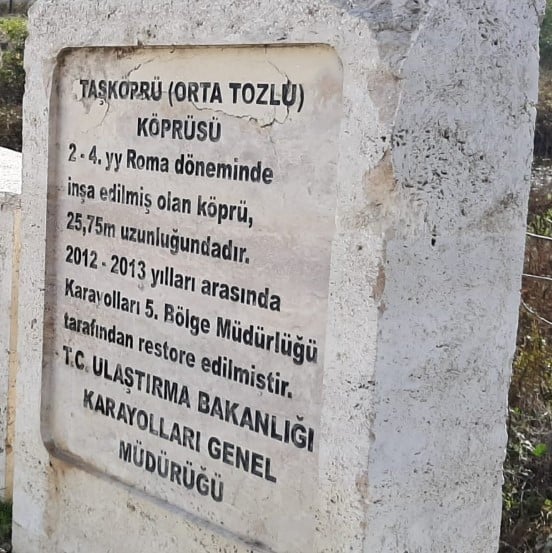 TAŞKÖPRÜ (ORTA TOZLU)
KÖPRÜSÜ
2 - 4. yy Roma döneminde
inşa edilmiş olan köprü,
25,75m uzunluğundadır.
2012 - 2013 yılları arasında
Karayolları 5. Bölge Müdürlüğü
tarafından restore edilmiştir.
T.C. ULAŞTIRMA BAKANLIĞI
KARAYOLLARI GENEL
MÜDÜRÜĞÜ